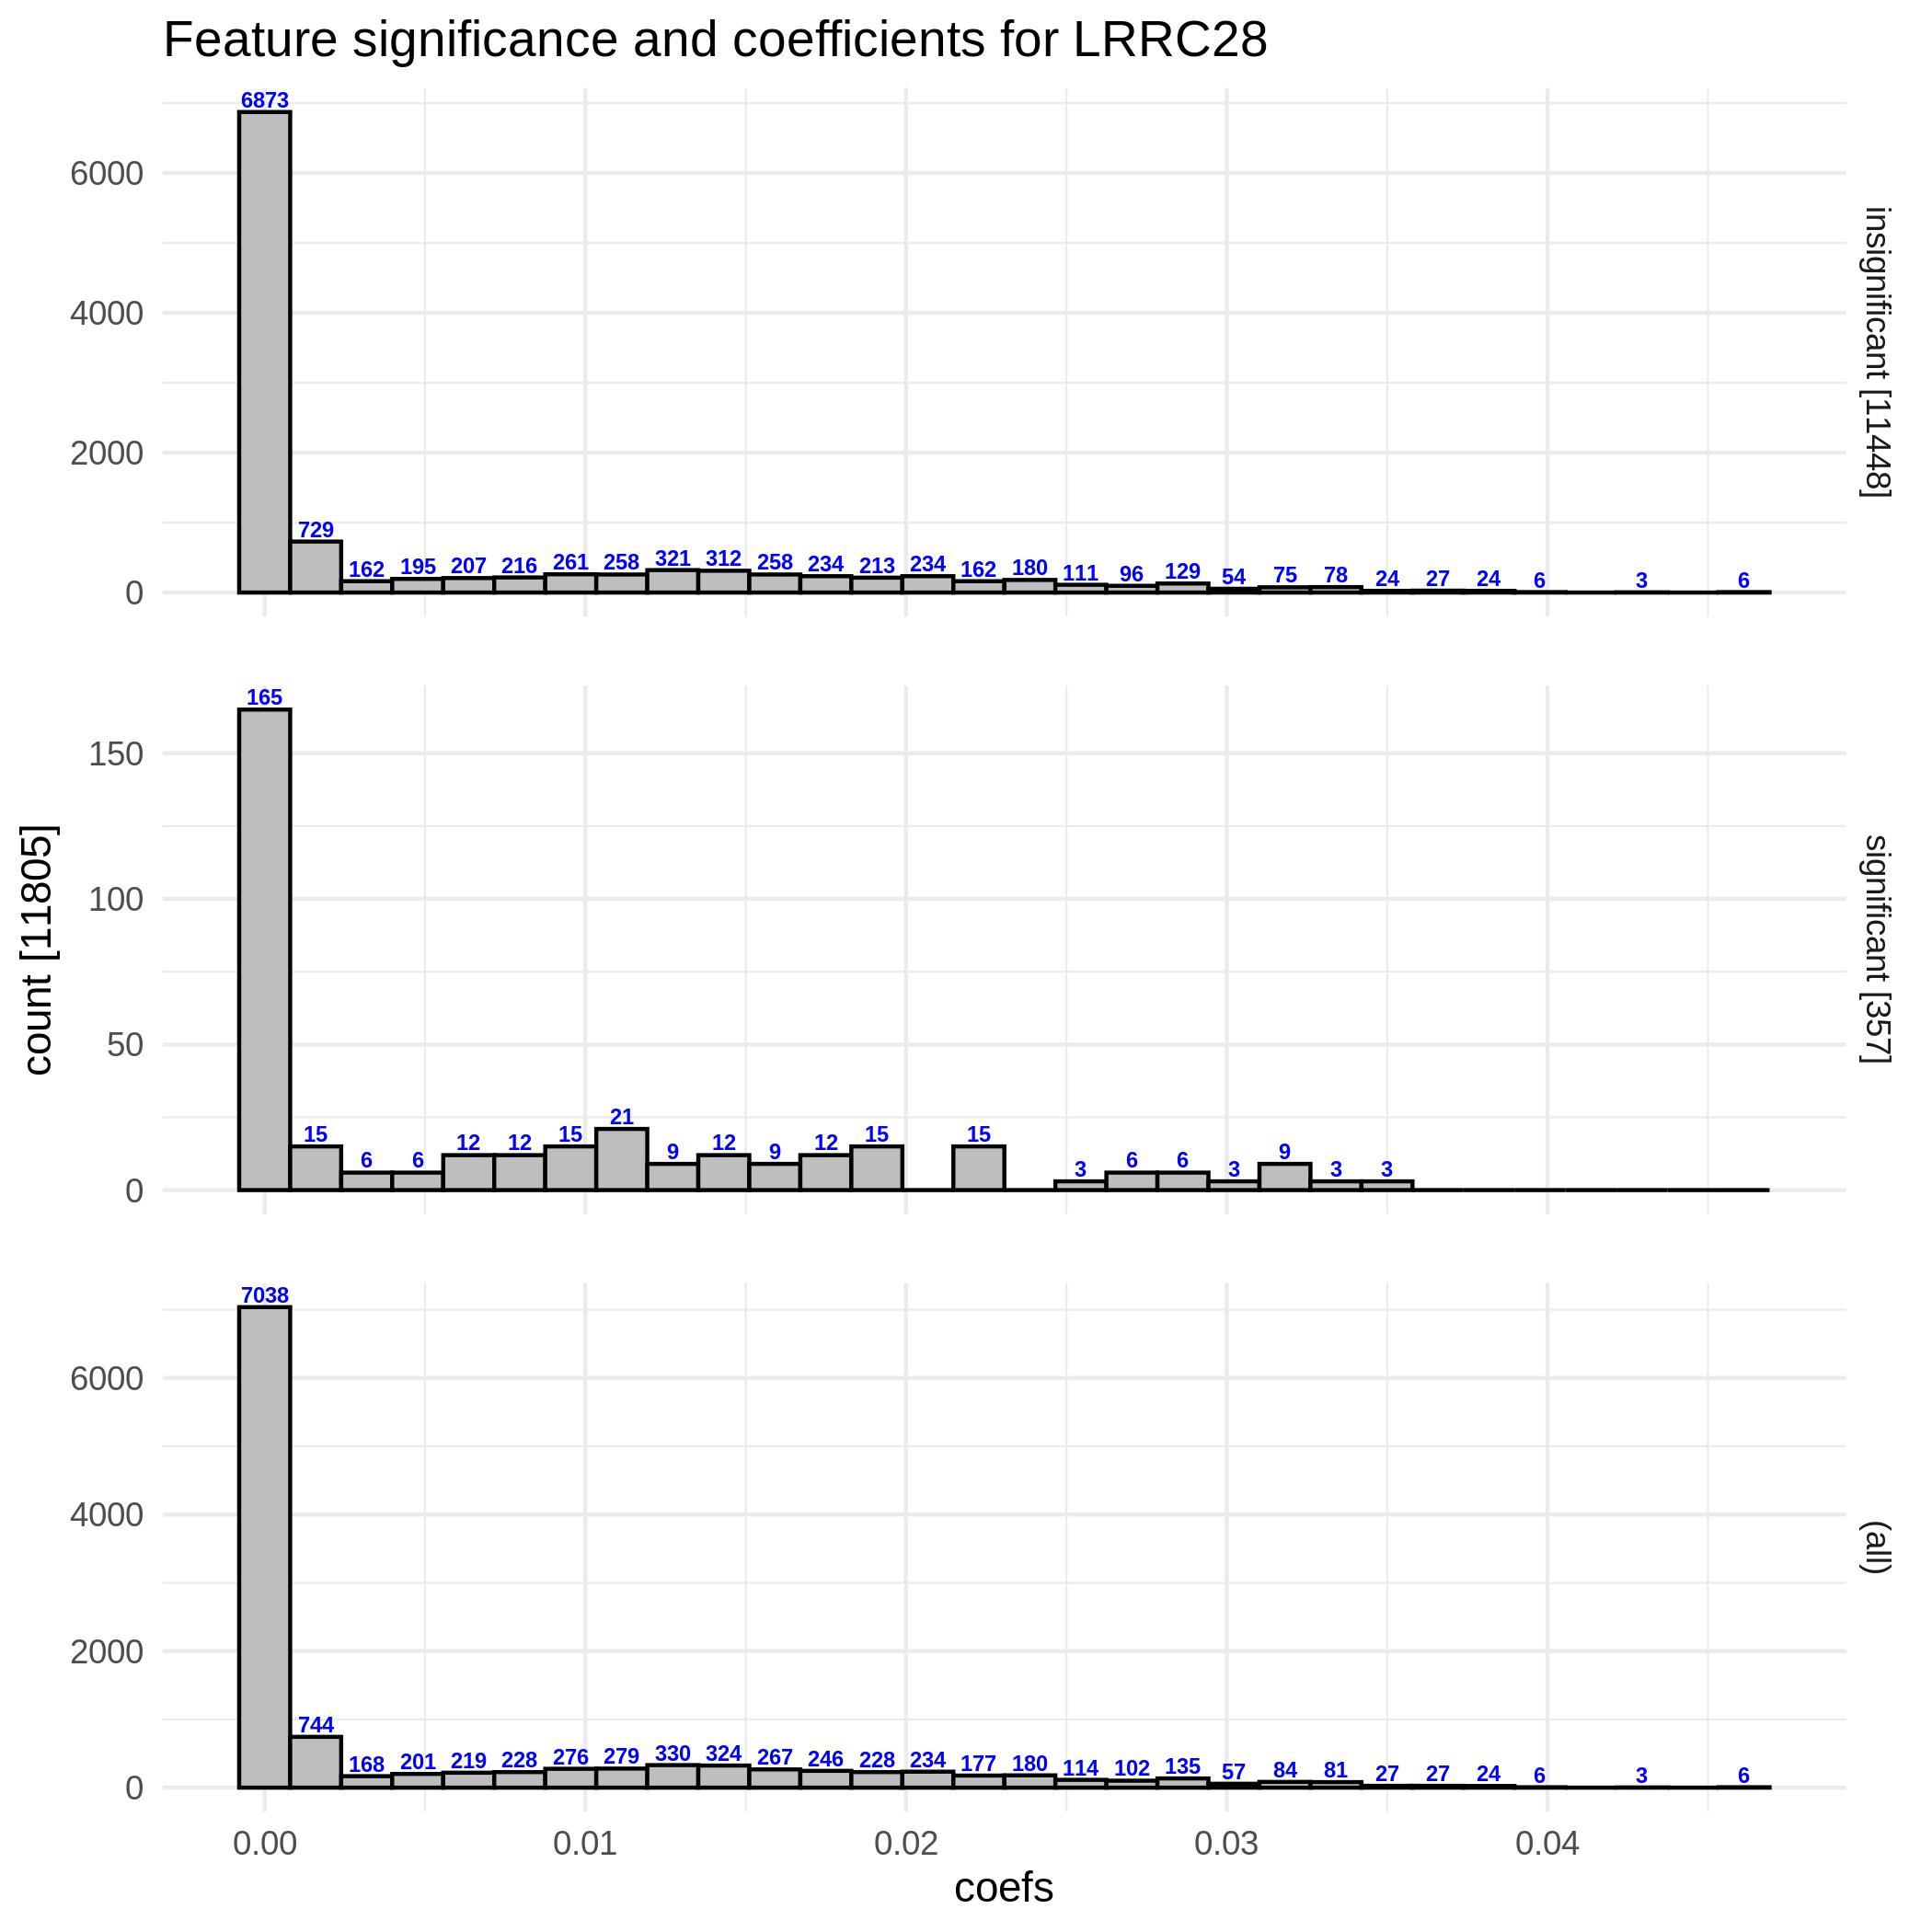 Feature significance and coefficients for LRRC28
6873
6000
4000
2000
0
729 162 195 207 216 261 258 321 312 258 234 213 234 162 180 111 96 129 54 75 78 24 27 24 6 3 6
insignificant [11448]
165
150
100
50
0
15 6 6 12 12 15 21 9 12 9 12 15 15 3 6 6 3 9 3 3
significant [357]
count [11805]
7038
6000
4000
2000
0
744 168 201 219 228 276 279 330 324 267 246 228 234 177 180 114 102 135 57 84 81 27 27 24 6 3 6
(all)
0.00 0.01 0.02 0.03 0.04
coefs